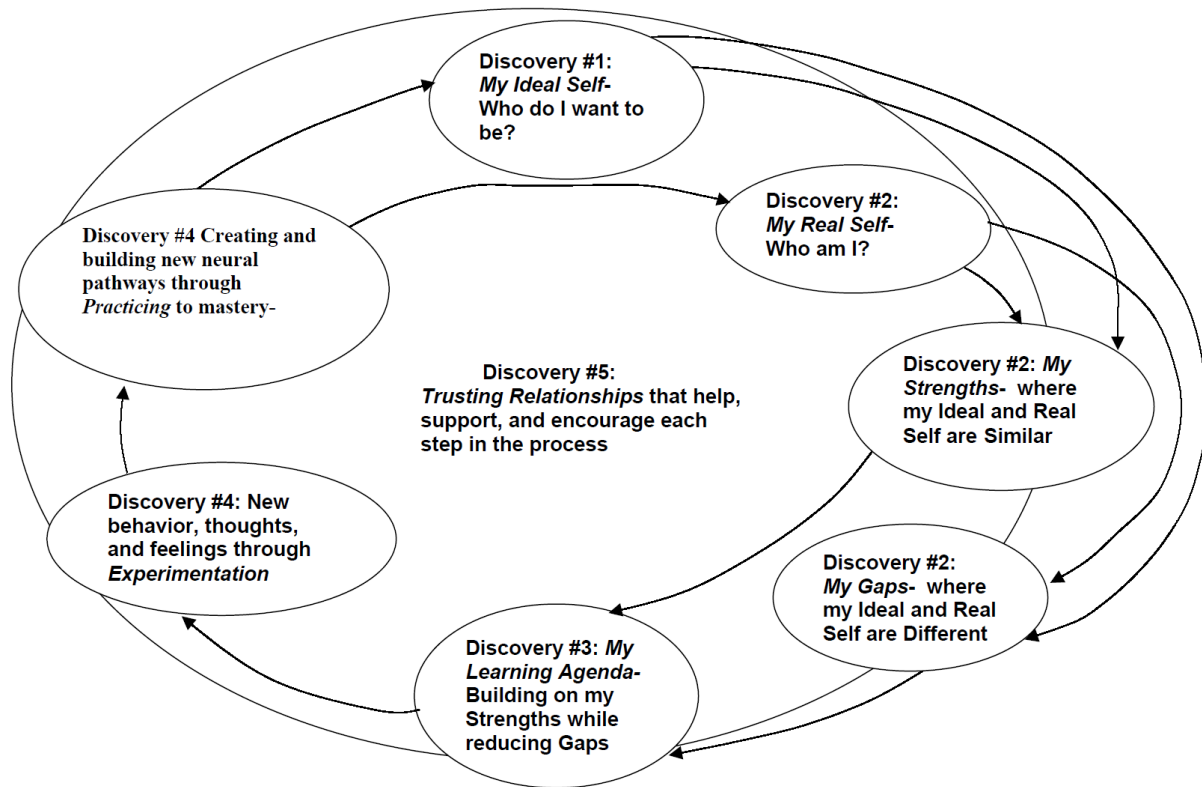 Discovery #1:
My Ideal Self-
Who do I want to
be?
Discovery #2:
My Real Self-
Who am I?
Discovery #4 Creating and
building new neural
pathways through
Practicing to mastery-
Discovery #2: My
Strengths-  where
my Ideal and Real
Self are Similar
Discovery #5:
Trusting Relationships that help,
support, and encourage each
step in the process
Discovery #4: New
behavior, thoughts,
and feelings through
Experimentation
Discovery #2:
My Gaps-  where
my Ideal and Real
Self are Different
Discovery #3: My
Learning Agenda-
Building on my
Strengths while
reducing Gaps